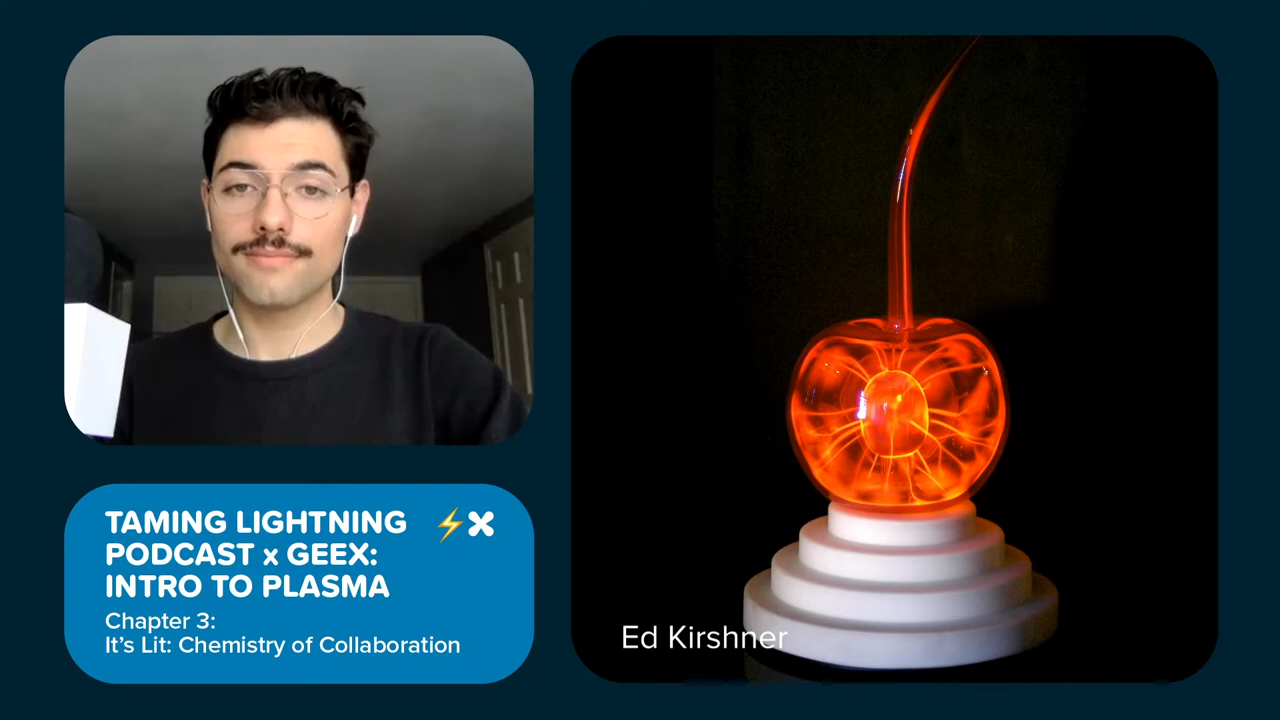 TAMING LIGHTNING
PODCAST x GEEX:
INTRO TO PLASMA
Chapter 3:
It’s Lit: Chemistry of Collaboration
Ed Kirshner